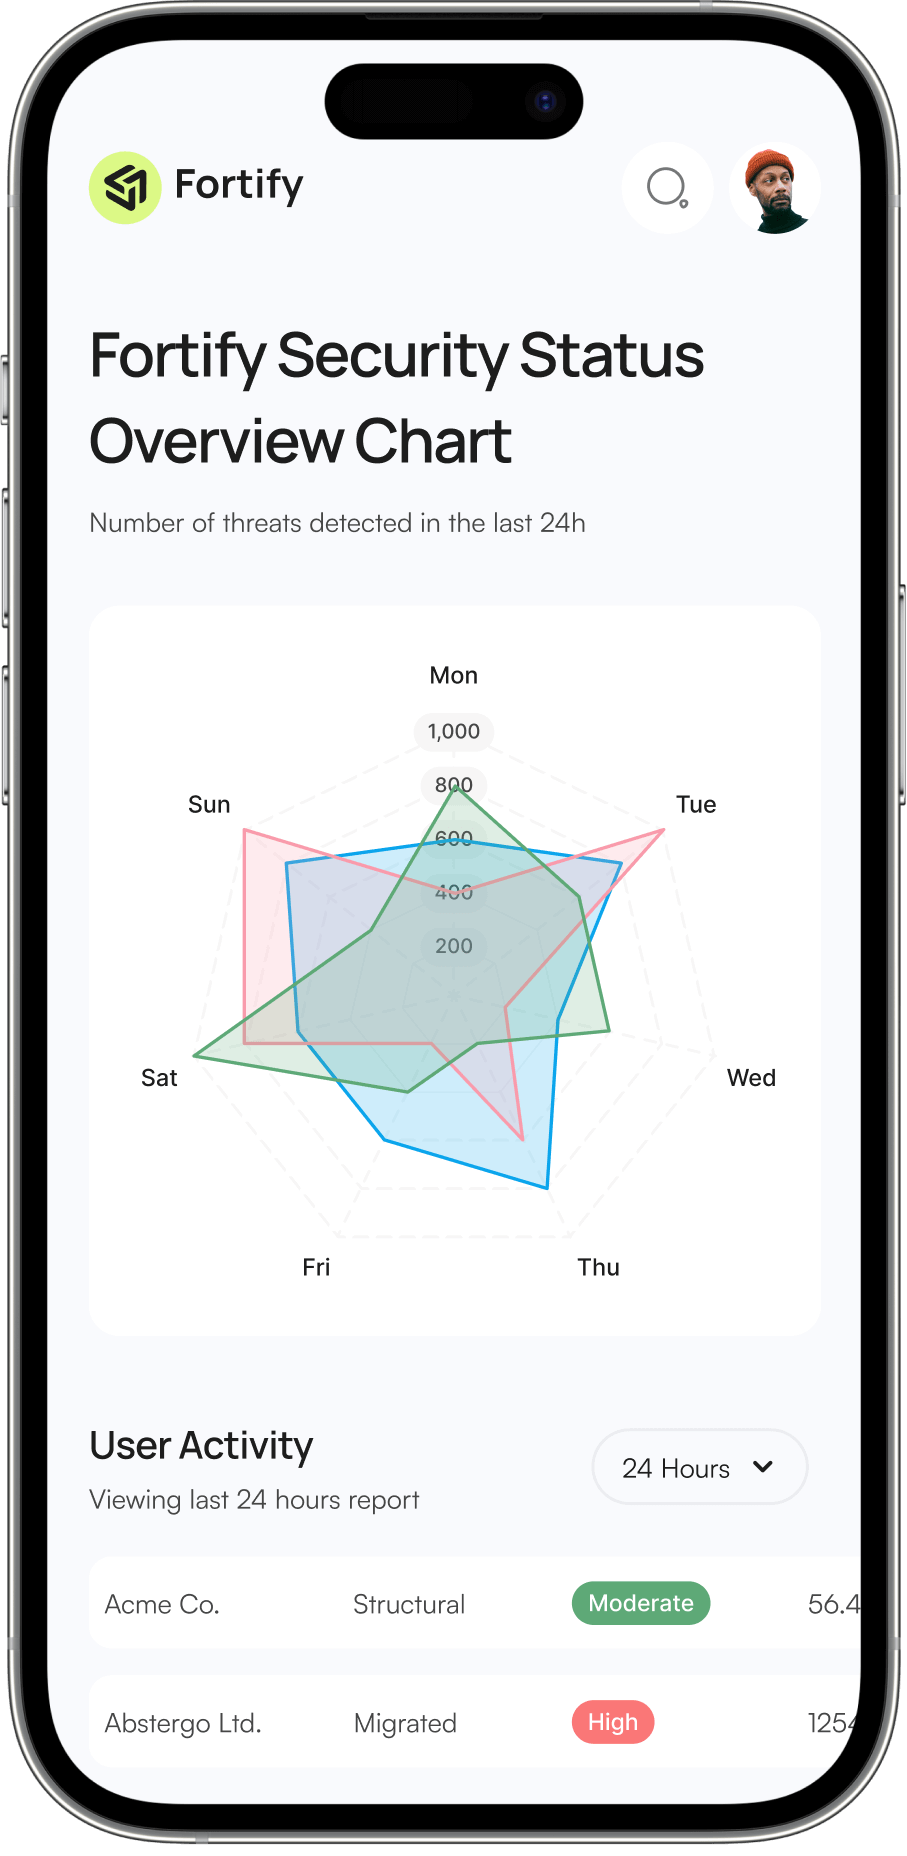 Fortify
Fortify Security Status
Overview Chart
Number of threats detected in the last 24h
Mon
1,000
800
Sun
Tue
600
400
200
Sat
Wed
Fri
Thu
User Activity
24 Hours
Viewing last 24 hours report
Acme Co. Structural Moderate 56.4
Abstergo Ltd. Migrated High 1254